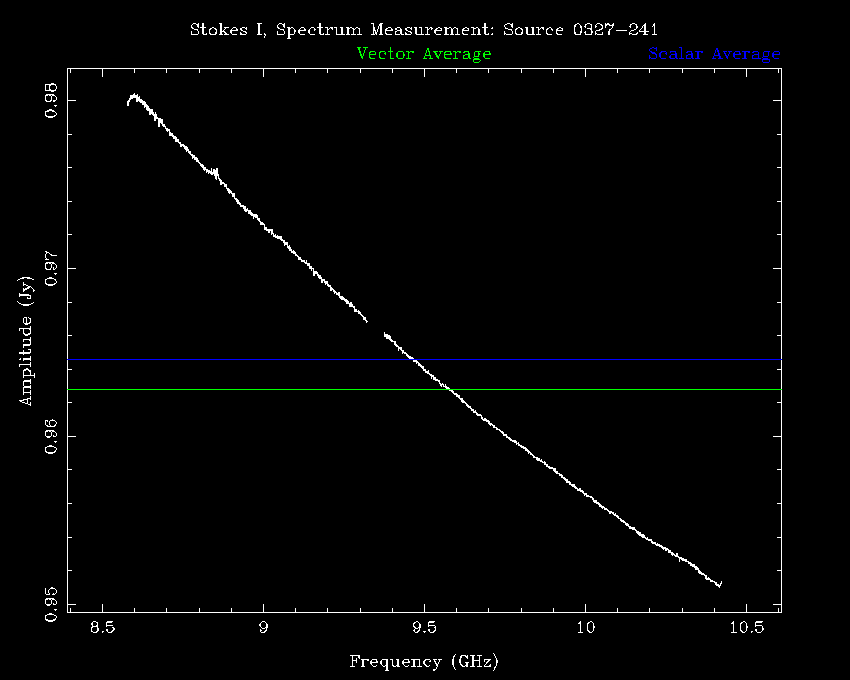 Stokes I, Spectrum Measurement: Source 0327−241
Vector Average Scalar Average
0.98
0.97
0.96
0.95
Amplitude (Jy)
8.5 9 9.5 10 10.5
Frequency (GHz)